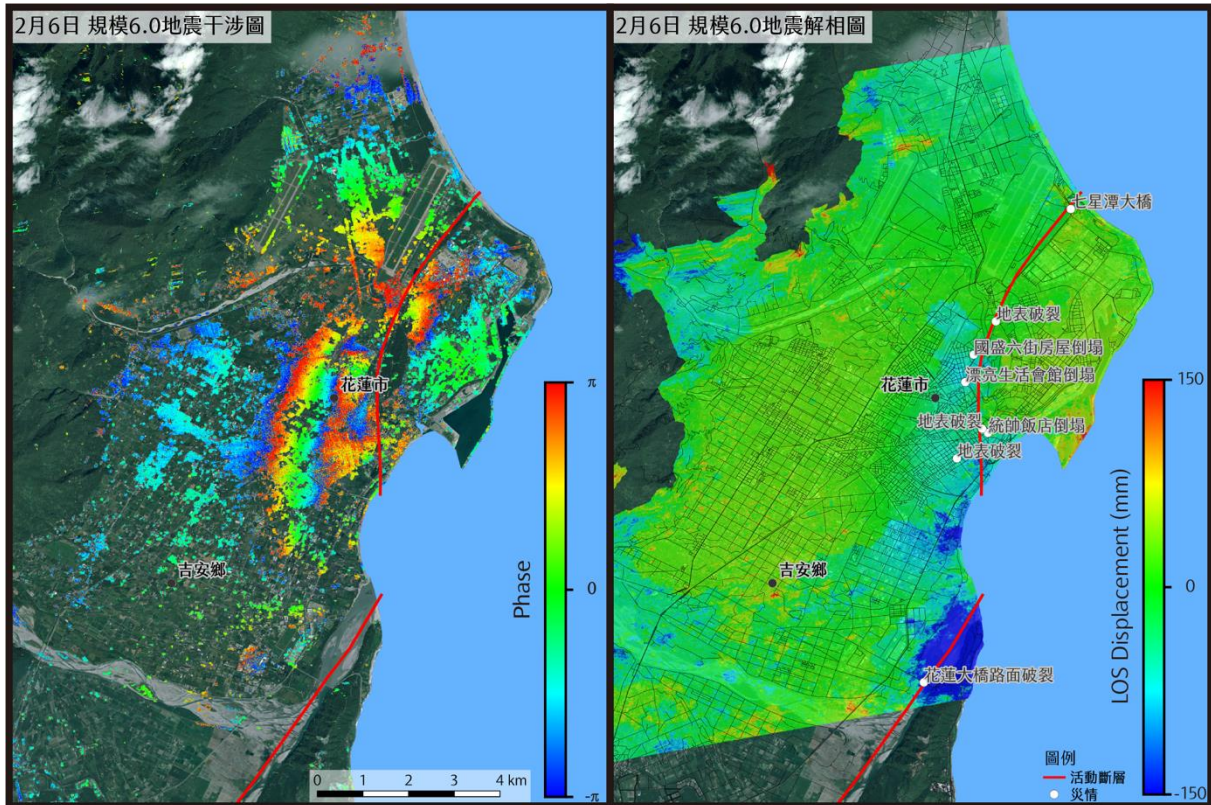 2月6日 規模6.0地震干涉圖
花蓮市
吉安鄉
π
0
-π
Phase
0 1 2 3 4 km
2月6日 規模6.0地震解相圖
七星潭大橋
地表破裂
國盛六街房屋倒塌
漂亮生活會館倒塌
花蓮市
地表破裂
統帥飯店倒塌
地表破裂
吉安鄉
花蓮大橋路面破裂
150
0
-150
LOS Displacement (mm)
圖例
活動斷層
災情